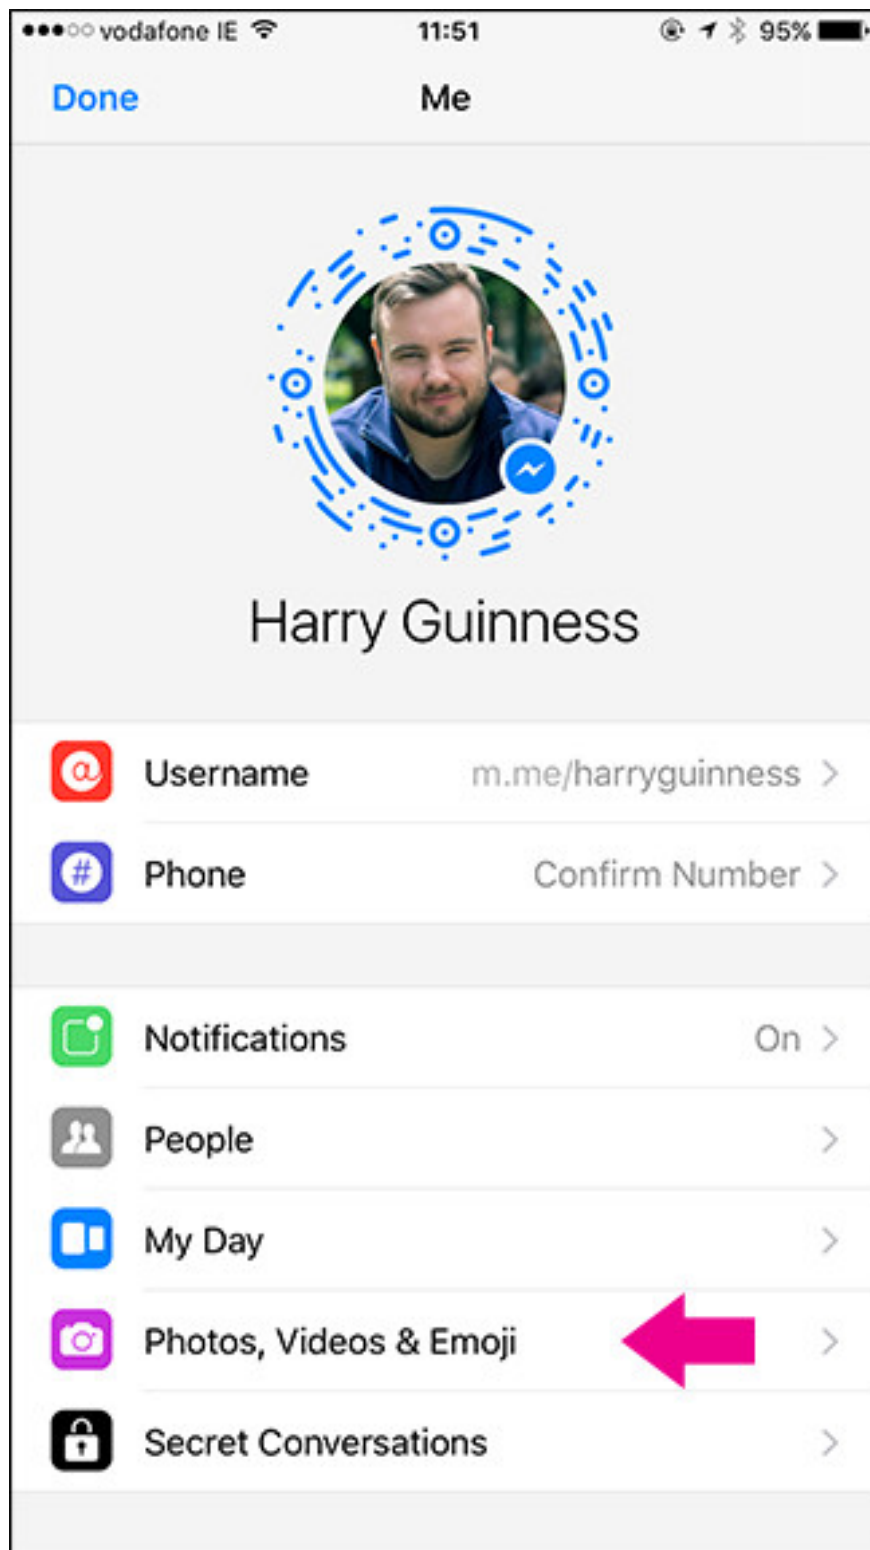 vodafone IE 11:51 95%
Done Me
Harry Guinness
Username m.me/harryguinness
Phone Confirm Number
Notifications On
People
My Day
Photos, Videos & Emoji
Secret Conversations